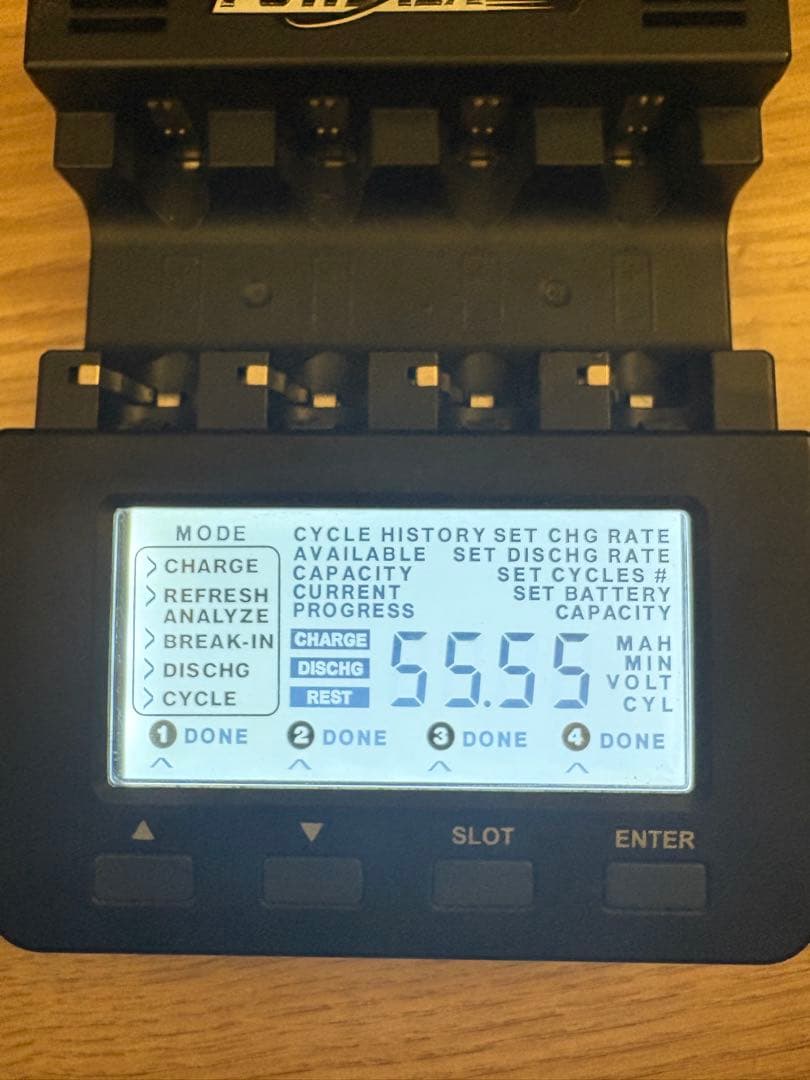 MODE
CHARGE
REFRESH
ANALYZE
BREAK-IN
DISCHG
CYCLE
CYCLE HISTORY SET CHG RATE
AVAILABLE SET DISCHG RATE
CAPACITY SET CYCLES #
CURRENT SET BATTERY
PROGRESS CAPACITY
CHARGE
DISCHG
REST
55.55
MAH
MIN
VOLT
CYL
1 DONE 2 DONE 3 DONE 4 DONE
▲ ▼ SLOT ENTER